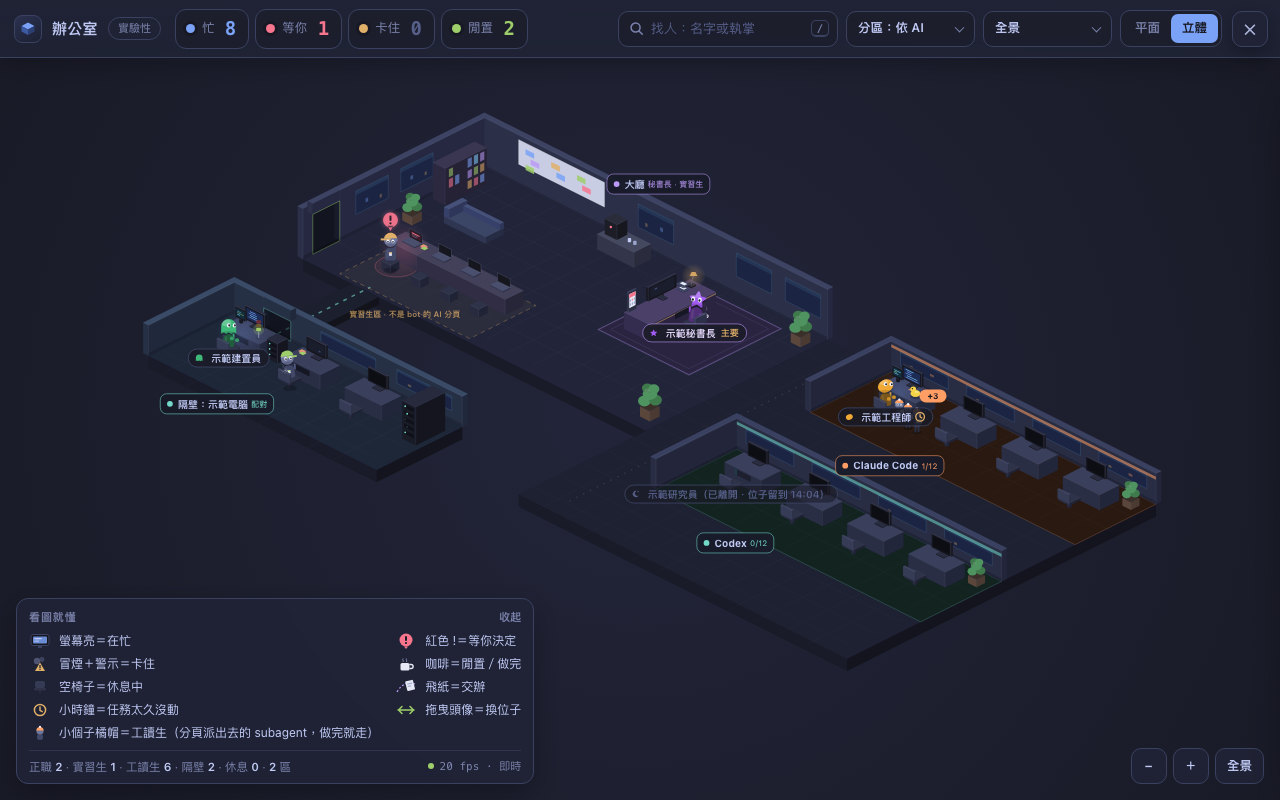 辦公室 實驗性 忙 8 等你 1 卡住 0 閒置 2 找人：名字或執掌 / 分區：依 AI 全景 平面 立體
大廳 秘書長 · 實習生
實習生區 · 不是 bot 的 AI 分頁
示範秘書長 主要
示範建置員
隔壁：示範電腦 配對
+3
示範工程師
Claude Code 1/12
示範研究員（已離開 · 位子留到 14:04）
Codex 0/12
看圖就懂 收起
螢幕亮＝在忙 紅色 !＝等你決定
冒煙＋警示＝卡住 咖啡＝閒置 / 做完
空椅子＝休息中 飛紙＝交辦
小時鐘＝任務太久沒動 拖曳頭像＝換位子
小個子橘帽＝工讀生（分頁派出去的 subagent，做完就走）
正職 2 · 實習生 1 · 工讀生 6 · 隔壁 2 · 休息 0 · 2 區 20 fps · 即時
− + 全景